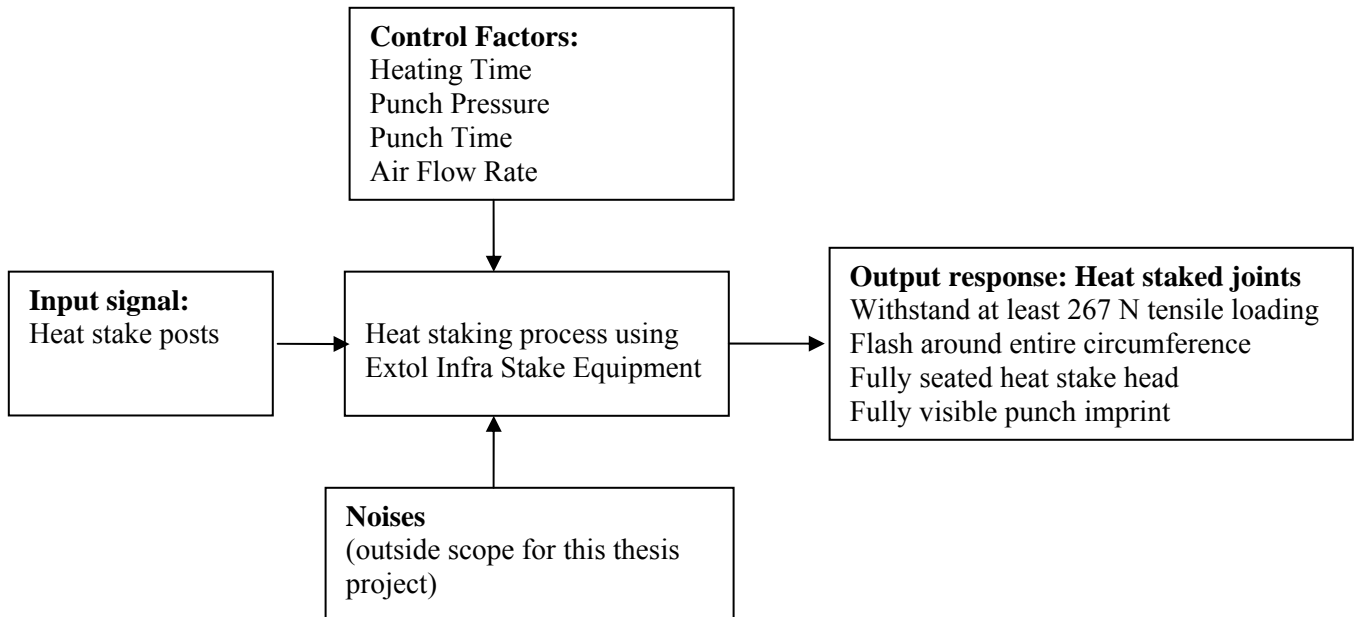 Control Factors:
Heating Time
Punch Pressure
Punch Time
Air Flow Rate
Input signal:
Heat stake posts
Heat staking process using
Extol Infra Stake Equipment
Output response: Heat staked joints
Withstand at least 267 N tensile loading
Flash around entire circumference
Fully seated heat stake head
Fully visible punch imprint
Noises
(outside scope for this thesis
project)